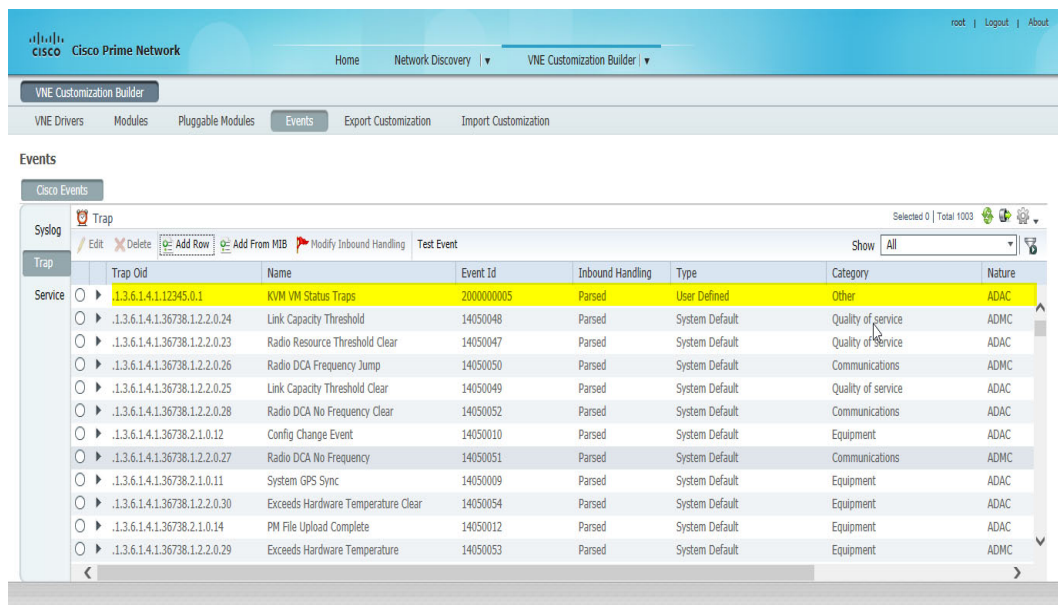 root | Logout | About
cisco Cisco Prime Network
Home Network Discovery VNE Customization Builder
VNE Customization Builder
VNE Drivers Modules Pluggable Modules Events Export Customization Import Customization
Events
Cisco Events
Syslog
Trap
Service
Trap Selected 0 | Total 1003
Edit Delete Add Row Add From MIB Modify Inbound Handling Test Event Show All
Trap Oid Name Event Id Inbound Handling Type Category Nature
.1.3.6.1.4.1.12345.0.1 KVM VM Status Traps 2000000005 Parsed User Defined Other ADAC
.1.3.6.1.4.1.36738.1.2.2.0.24 Link Capacity Threshold 14050048 Parsed System Default Quality of service ADMC
.1.3.6.1.4.1.36738.1.2.2.0.23 Radio Resource Threshold Clear 14050047 Parsed System Default Quality of service ADAC
.1.3.6.1.4.1.36738.1.2.2.0.26 Radio DCA Frequency Jump 14050050 Parsed System Default Communications ADMC
.1.3.6.1.4.1.36738.1.2.2.0.25 Link Capacity Threshold Clear 14050049 Parsed System Default Quality of service ADAC
.1.3.6.1.4.1.36738.1.2.2.0.28 Radio DCA No Frequency Clear 14050052 Parsed System Default Communications ADAC
.1.3.6.1.4.1.36738.2.1.0.12 Config Change Event 14050010 Parsed System Default Equipment ADAC
.1.3.6.1.4.1.36738.1.2.2.0.27 Radio DCA No Frequency 14050051 Parsed System Default Communications ADMC
.1.3.6.1.4.1.36738.2.1.0.11 System GPS Sync 14050009 Parsed System Default Equipment ADAC
.1.3.6.1.4.1.36738.1.2.2.0.30 Exceeds Hardware Temperature Clear 14050054 Parsed System Default Equipment ADAC
.1.3.6.1.4.1.36738.2.1.0.14 PM File Upload Complete 14050012 Parsed System Default Equipment ADAC
.1.3.6.1.4.1.36738.1.2.2.0.29 Exceeds Hardware Temperature 14050053 Parsed System Default Equipment ADMC